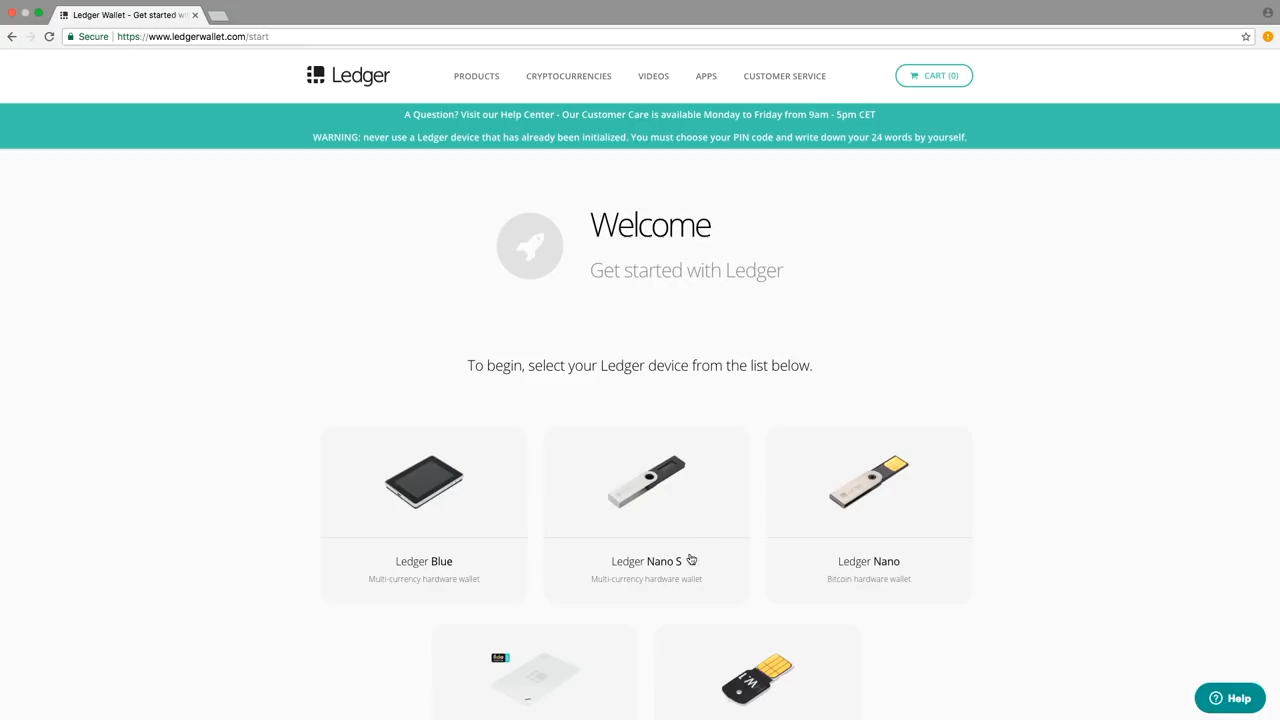 Ledger Wallet - Get started wi
Secure
https://www.ledgerwallet.com/start
Ledger
PRODUCTS
CRYPTOCURRENCIES
VIDEOS
APPS
CUSTOMER SERVICE
CART (0)
A Question? Visit our Help Center - Our Customer Care is available Monday to Friday from 9am - 5pm CET
WARNING: never use a Ledger device that has already been initialized. You must choose your PIN code and write down your 24 words by yourself.
Welcome
Get started with Ledger
To begin, select your Ledger device from the list below.
Ledger Blue
Multi-currency hardware wallet
Ledger Nano S
Multi-currency hardware wallet
Ledger Nano
Bitcoin hardware wallet
fido
Help